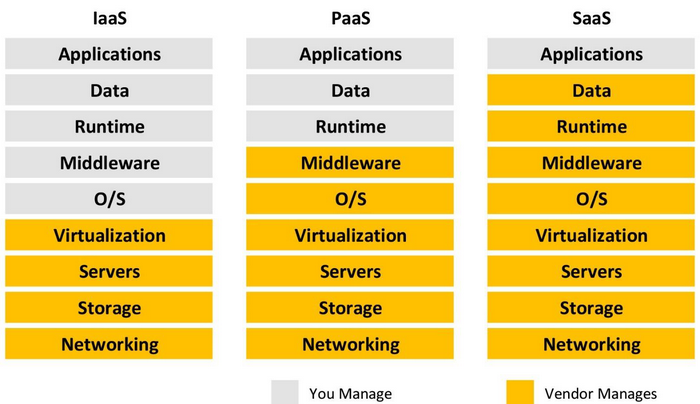 IaaS
Applications
Data
Runtime
Middleware
O/S
Virtualization
Servers
Storage
Networking
PaaS
Applications
Data
Runtime
Middleware
O/S
Virtualization
Servers
Storage
Networking
SaaS
Applications
Data
Runtime
Middleware
O/S
Virtualization
Servers
Storage
Networking
You Manage
Vendor Manages